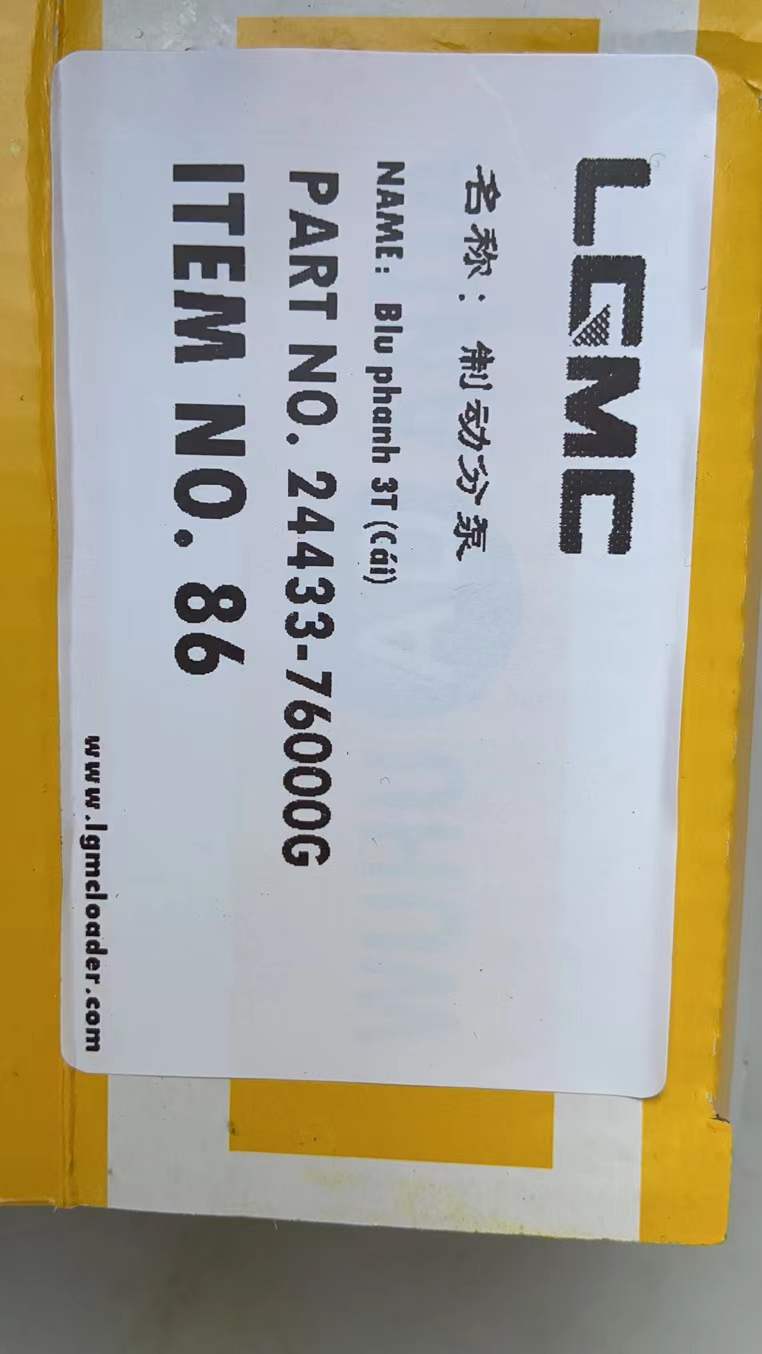 LGMC
名称：制动分泵
NAME: Blu phanh 3T (Cái)
PART NO. 24433-76000G
ITEM NO. 86
www.lgmcloader.com